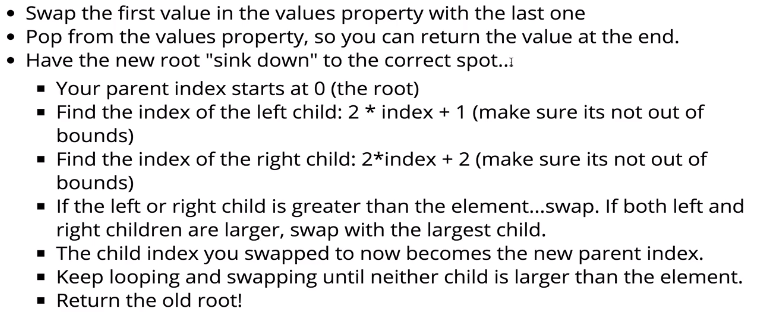 • Swap the first value in the values property with the last one
• Pop from the values property, so you can return the value at the end.
• Have the new root "sink down" to the correct spot...
▪ Your parent index starts at 0 (the root)
▪ Find the index of the left child: 2 * index + 1 (make sure its not out of
bounds)
▪ Find the index of the right child: 2*index + 2 (make sure its not out of
bounds)
▪ If the left or right child is greater than the element...swap. If both left and
right children are larger, swap with the largest child.
▪ The child index you swapped to now becomes the new parent index.
▪ Keep looping and swapping until neither child is larger than the element.
▪ Return the old root!